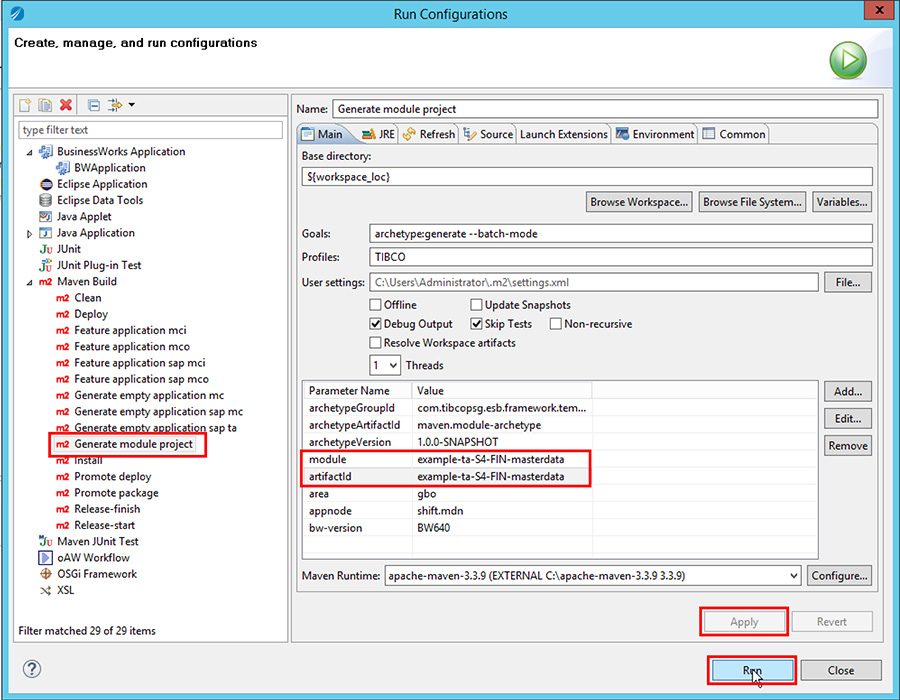 Run Configurations
x
Create, manage, and run configurations
type filter text
BusinessWorks Application
BWApplication
Eclipse Application
Eclipse Data Tools
Java Applet
Java Application
Ju JUnit
JUnit Plug-in Test
m2 Maven Build
m2 Clean
m2 Deploy
m2 Feature application mci
m2 Feature application mco
m2 Feature application sap mci
m2 Feature application sap mco
m2 Generate empty application mc
m2 Generate empty application sap mc
m2 Generate empty application sap ta
m2 Generate module project
m2 Install
m2 Promote deploy
m2 Promote package
m2 Release-finish
m2 Release-start
Maven JUnit Test
oAW Workflow
OSGi Framework
XSL
Filter matched 29 of 29 items
Name: Generate module project
Main JRE Refresh Source Launch Extensions Environment Common
Base directory:
${workspace_loc}
Browse Workspace... Browse File System... Variables...
Goals: archetype:generate --batch-mode
Profiles: TIBCO
User settings: C:\Users\Administrator\.m2\settings.xml File...
Offline Update Snapshots
Debug Output Skip Tests Non-recursive
Resolve Workspace artifacts
1 Threads
Parameter Name Value
archetypeGroupId com.tibcopsg.esb.framework.tem...
archetypeArtifactId maven.module-archetype
archetypeVersion 1.0.0-SNAPSHOT
module example-ta-S4-FIN-masterdata
artifactId example-ta-S4-FIN-masterdata
area gbo
appnode shift.mdn
bw-version BW640
Add...
Edit...
Remove
Maven Runtime: apache-maven-3.3.9 (EXTERNAL C:\apache-maven-3.3.9 3.3.9) Configure...
Apply Revert
? Run Close